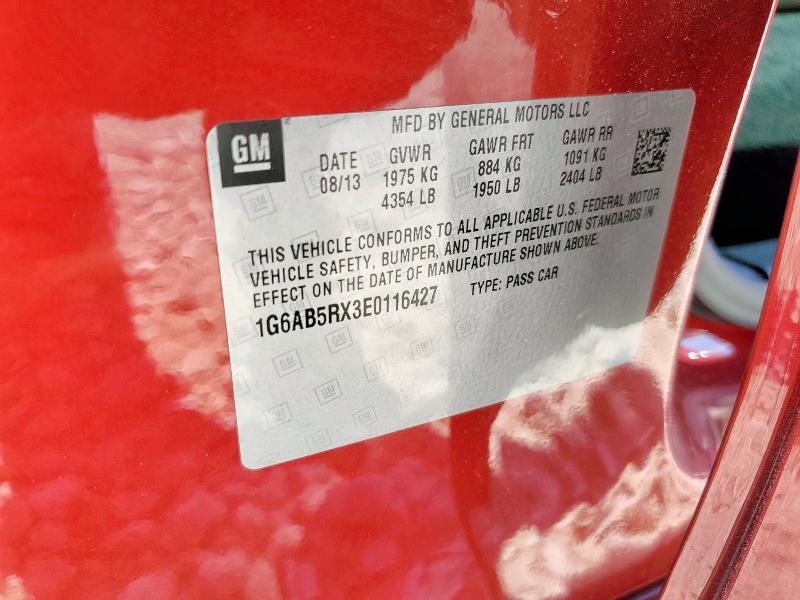 GM
MFD BY GENERAL MOTORS LLC
DATE GVWR GAWR FRT GAWR RR
08/13 1975 KG 884 KG 1091 KG
4354 LB 1950 LB 2404 LB
THIS VEHICLE CONFORMS TO ALL APPLICABLE U.S. FEDERAL MOTOR
VEHICLE SAFETY, BUMPER, AND THEFT PREVENTION STANDARDS IN
EFFECT ON THE DATE OF MANUFACTURE SHOWN ABOVE.
1G6AB5RX3E0116427 TYPE: PASS CAR